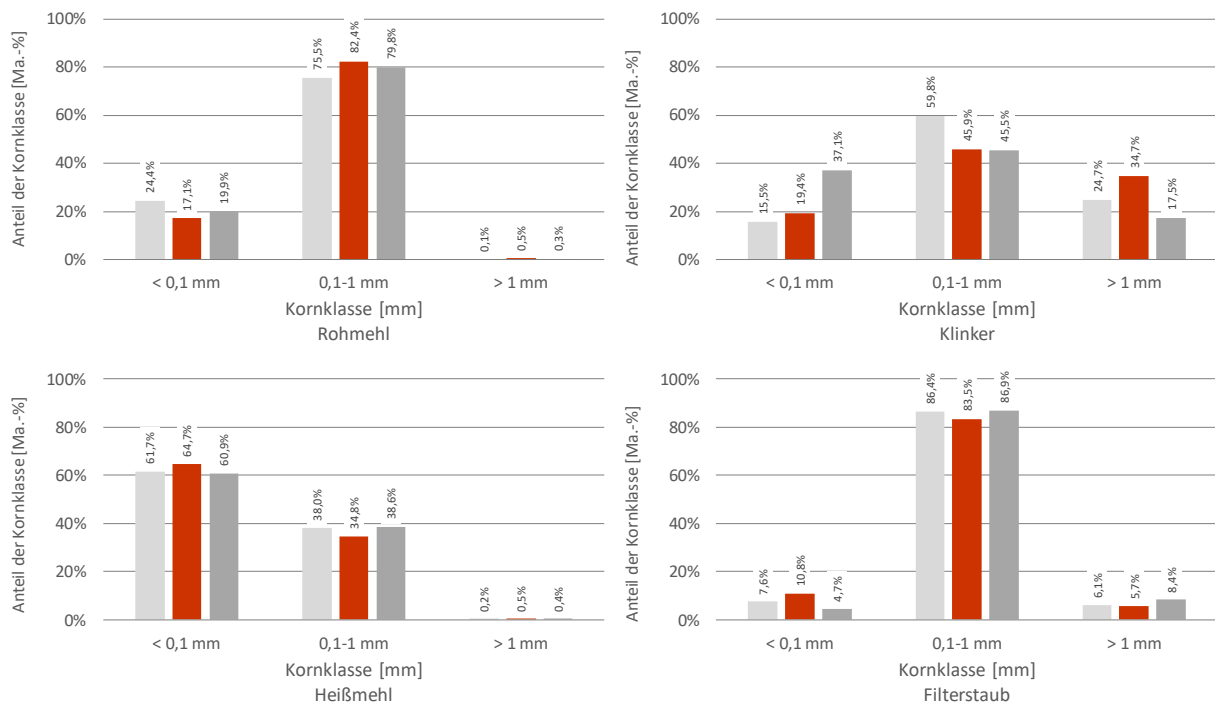 Anteil der Kornklasse [Ma.-%]
100%
80%
60%
40%
20%
0%
24,4%
17,1%
19,9%
75,5%
82,4%
79,8%
0,1%
0,5%
0,3%
< 0,1 mm
0,1-1 mm
> 1 mm
Kornklasse [mm]
Rohmehl
Anteil der Kornklasse [Ma.-%]
100%
80%
60%
40%
20%
0%
15,5%
19,4%
37,1%
59,8%
45,9%
45,5%
24,7%
34,7%
17,5%
< 0,1 mm
0,1-1 mm
> 1 mm
Kornklasse [mm]
Klinker
Anteil der Kornklasse [Ma.-%]
100%
80%
60%
40%
20%
0%
61,7%
64,7%
60,9%
38,0%
34,8%
38,6%
0,2%
0,5%
0,4%
< 0,1 mm
0,1-1 mm
> 1 mm
Kornklasse [mm]
Heißmehl
Anteil der Kornklasse [Ma.-%]
100%
80%
60%
40%
20%
0%
7,6%
10,8%
4,7%
86,4%
83,5%
86,9%
6,1%
5,7%
8,4%
< 0,1 mm
0,1-1 mm
> 1 mm
Kornklasse [mm]
Filterstaub